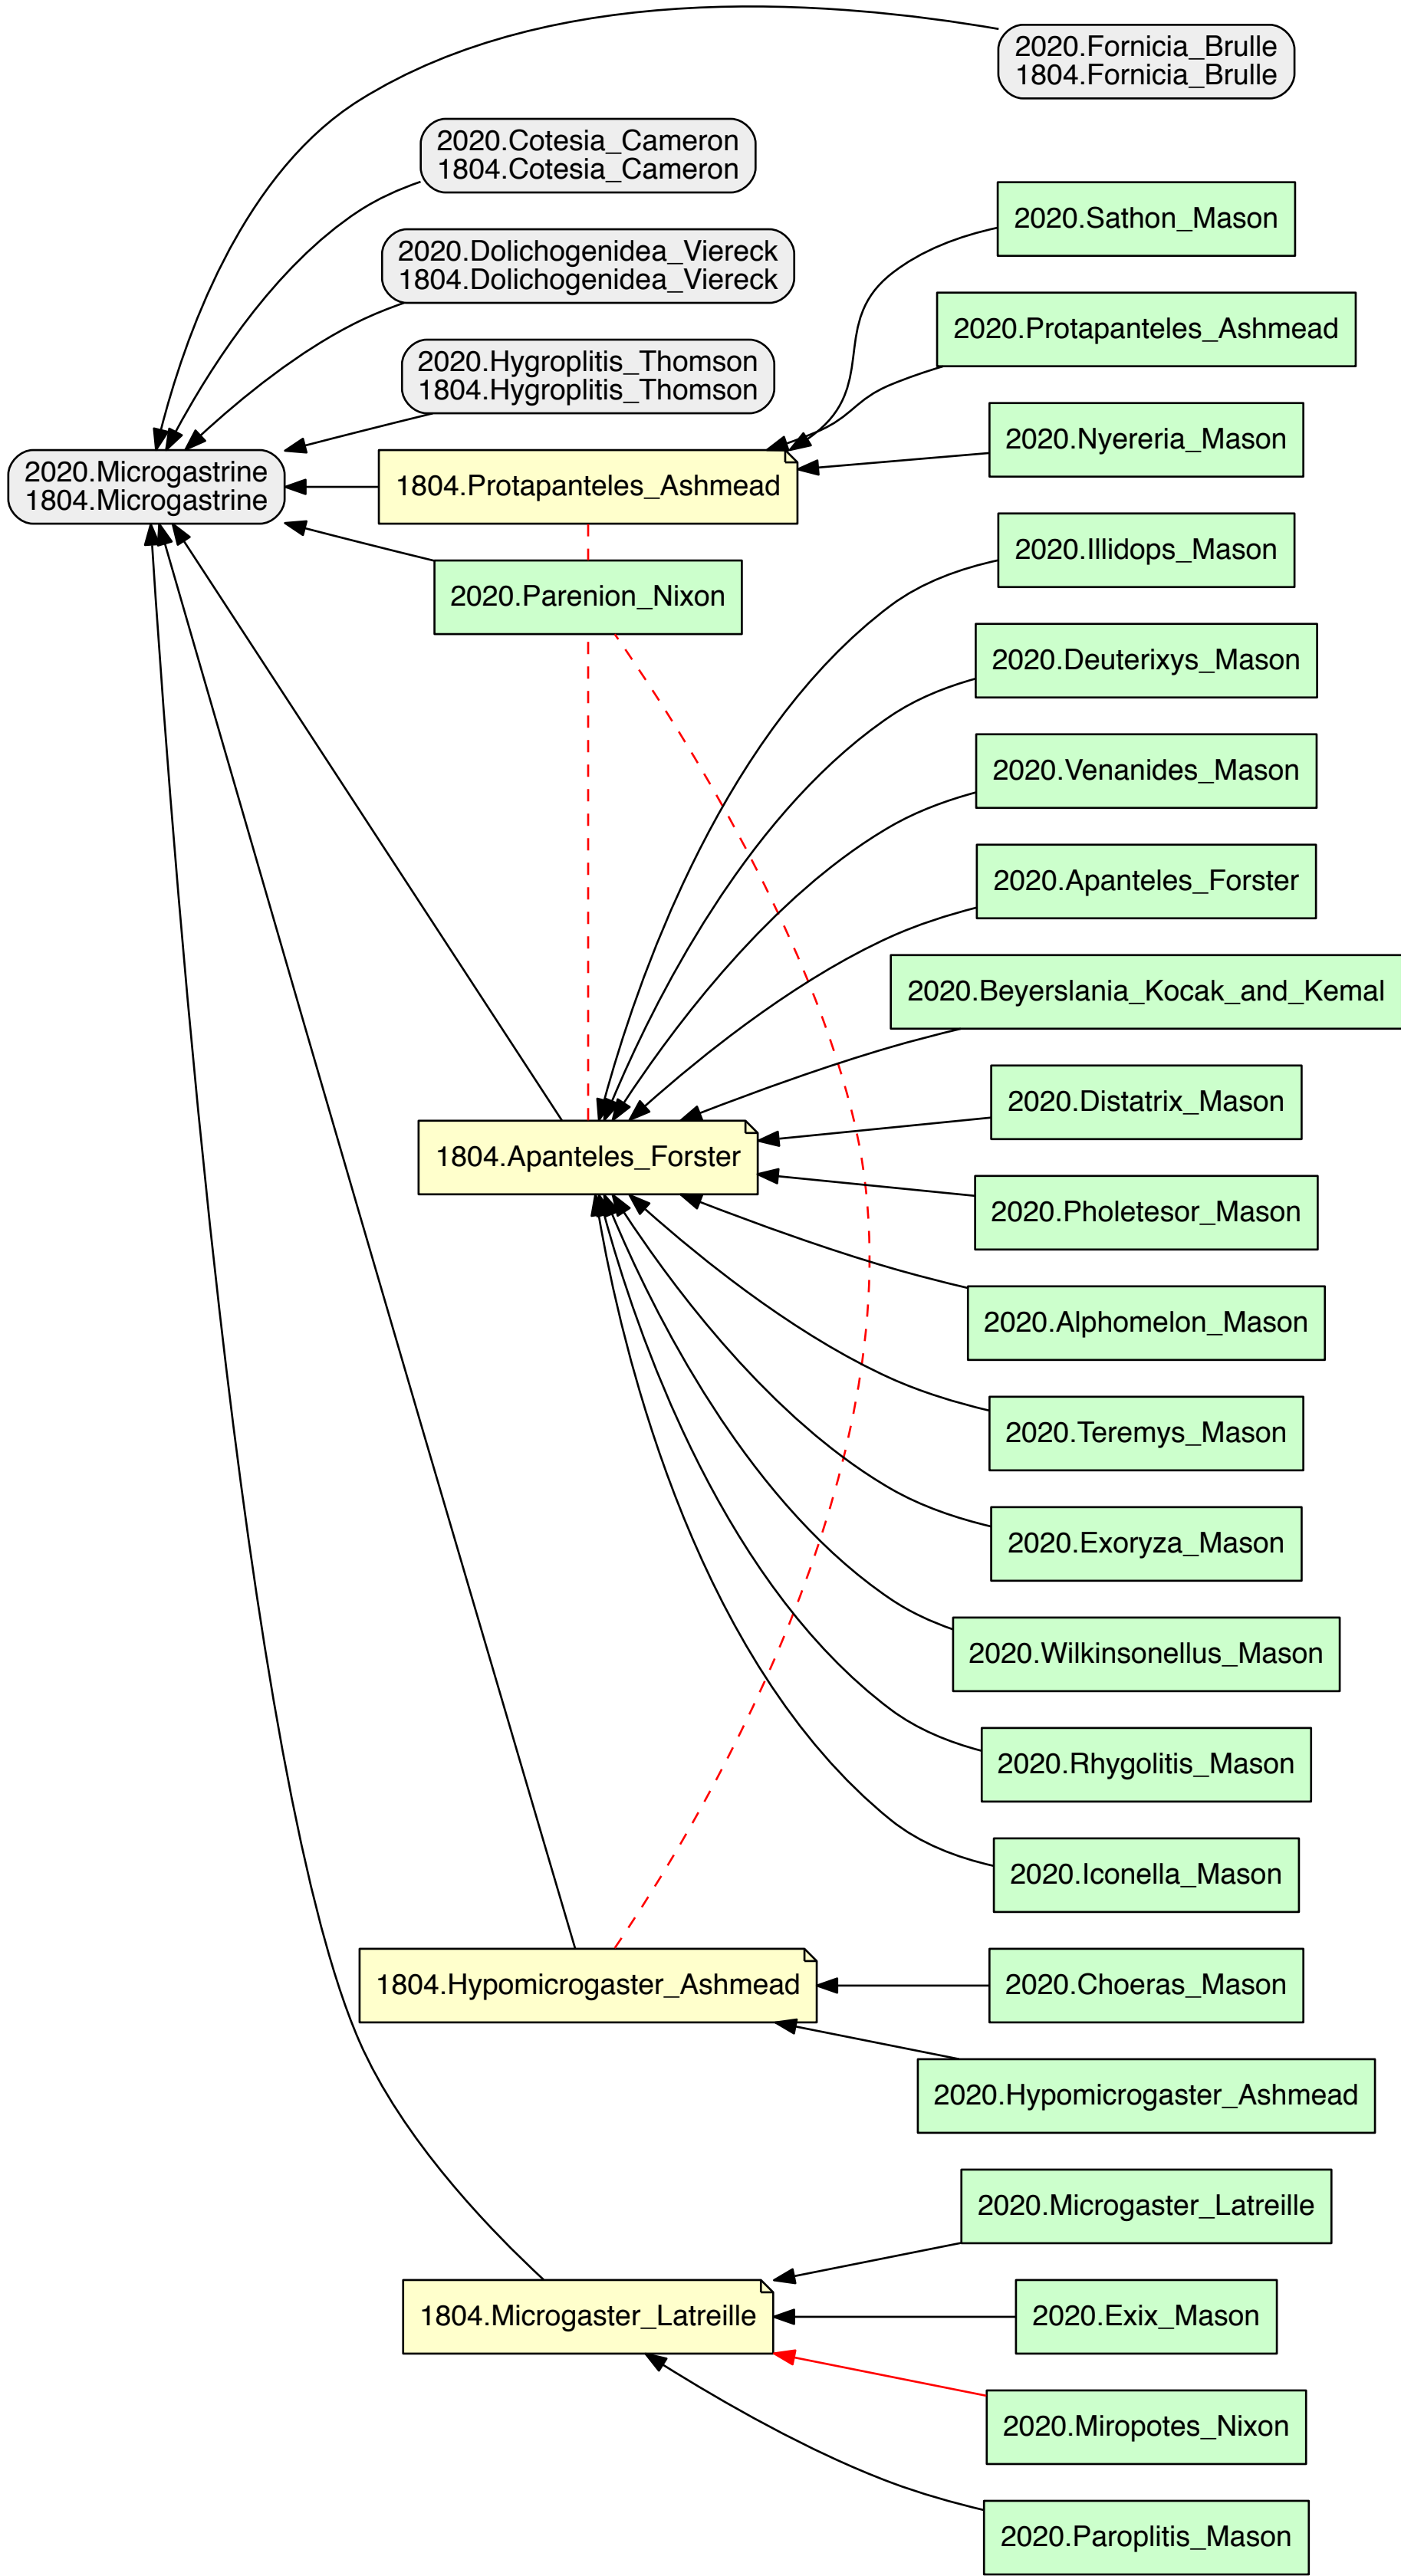 2020.Fornicia_Brulle
1804.Fornicia_Brulle
2020.Cotesia_Cameron
1804.Cotesia_Cameron
2020.Sathon_Mason
2020.Dolichogenidea_Viereck
1804.Dolichogenidea_Viereck
2020.Protapanteles_Ashmead
2020.Hygroplitis_Thomson
1804.Hygroplitis_Thomson
2020.Nyereria_Mason
2020.Microgastrine
1804.Microgastrine
1804.Protapanteles_Ashmead
2020.Illidops_Mason
2020.Parenion_Nixon
2020.Deuterixys_Mason
2020.Venanides_Mason
2020.Apanteles_Forster
2020.Beyerslania_Kocak_and_Kemal
2020.Distatrix_Mason
1804.Apanteles_Forster
2020.Pholetesor_Mason
2020.Alphomelon_Mason
2020.Teremys_Mason
2020.Exoryza_Mason
2020.Wilkinsonellus_Mason
2020.Rhygolitis_Mason
2020.Iconella_Mason
1804.Hypomicrogaster_Ashmead
2020.Choeras_Mason
2020.Hypomicrogaster_Ashmead
2020.Microgaster_Latreille
1804.Microgaster_Latreille
2020.Exix_Mason
2020.Miropotes_Nixon
2020.Paroplitis_Mason